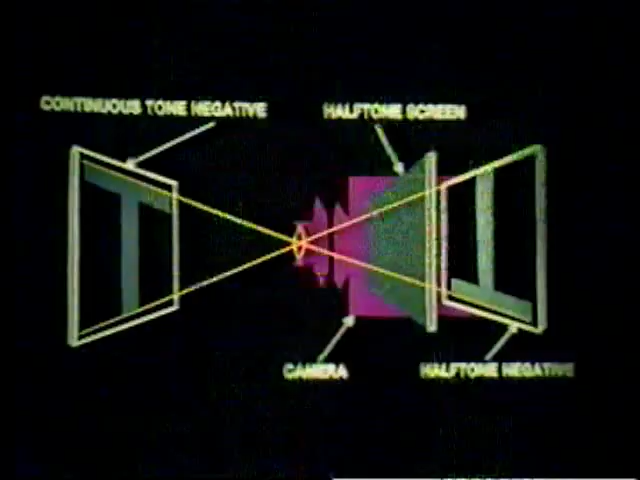 CONTINUOUS TONE NEGATIVE
HALFTONE SCREEN
T
T
CAMERA
HALFTONE NEGATIVE